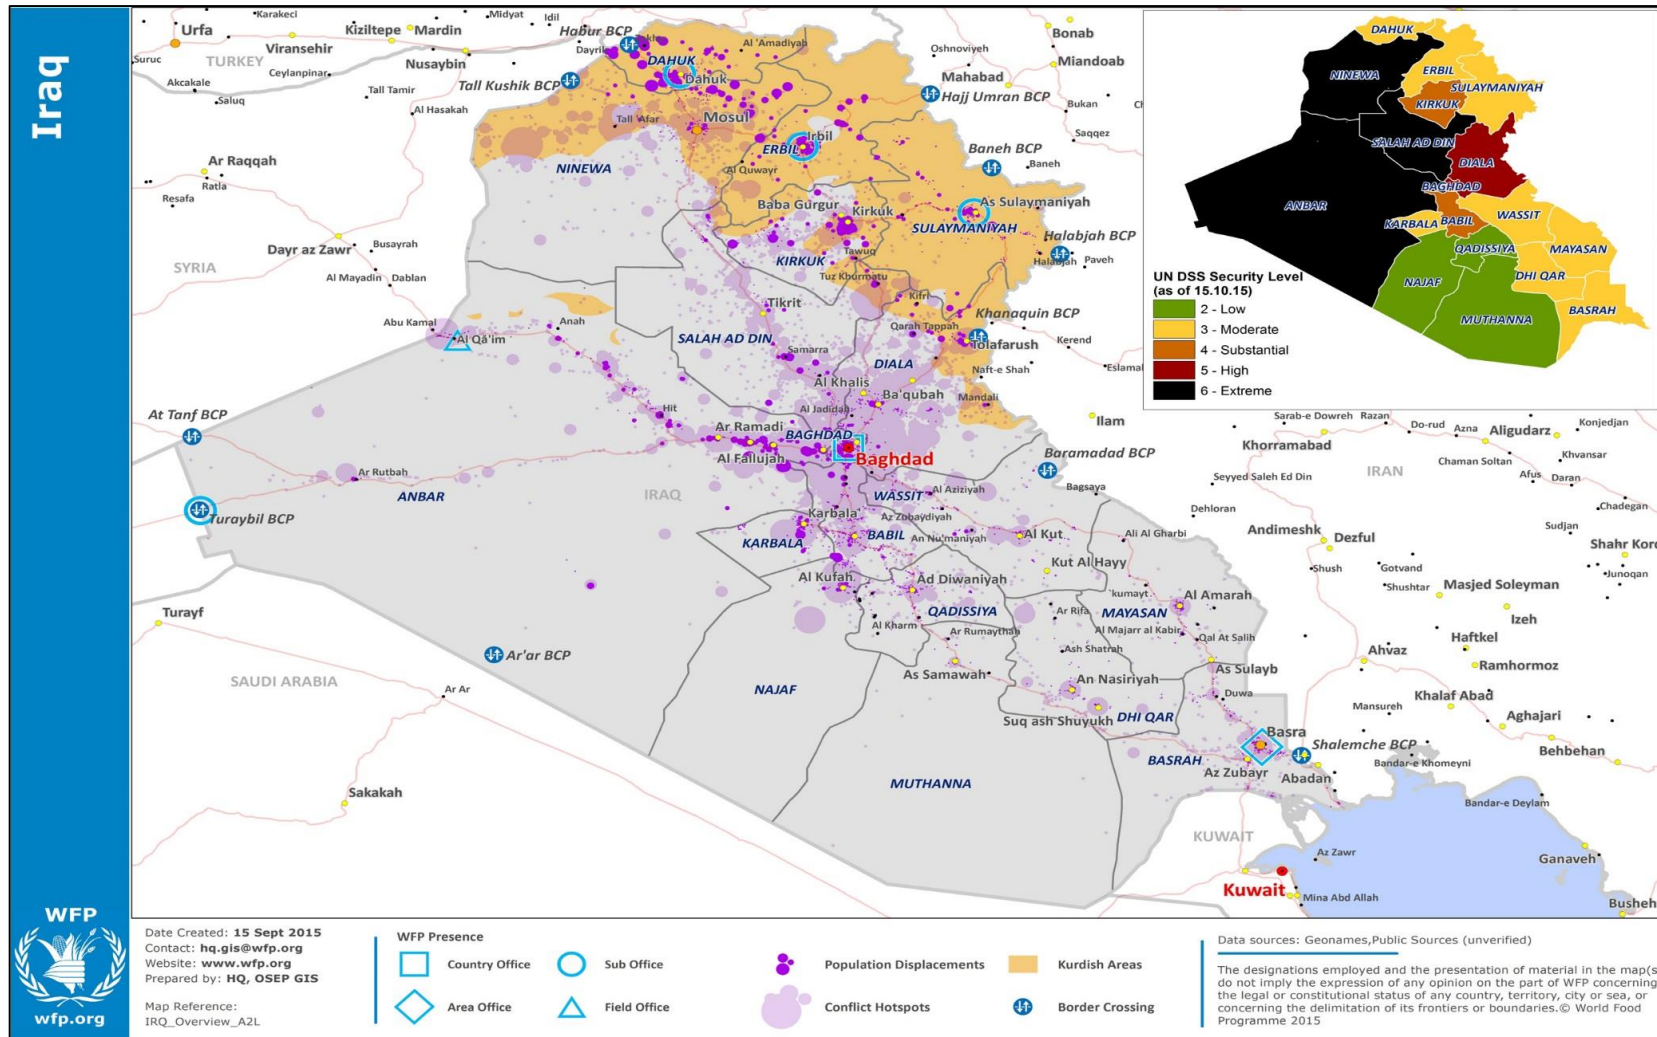 Iraq
Urfa
Karakeci
Viransehir
Kiziltepe
Mardin
Midyat
Idil
Habur BCP
Suruc
TURKEY
Akcakale
Ceylanpinar
Saluq
Nusaybin
Tall Tamir
Al Hasakah
Tall Kushik BCP
DAHUK
Dahuk
Al 'Amadiyah
Oshnoviyeh
Mahabad
Bonab
Miandoab
Hajj Umran BCP
Bukan
Saqqez
Tall 'Afar
Mosul
Irbil
ERBIL
Baneh BCP
Baneh
Ar Raqqah
Ratla
Resafa
NINEWA
Al Quwayr
Baba Gurgur
Kirkuk
As Sulaymaniyah
SULAYMANIYAH
Halabjah BCP
Halabjah
Paveh
Dayr az Zawr
Busayrah
SYRIA
Al Mayadin
Dablan
KIRKUK
Tawuq
Tuz Khurmatu
Kifri
Tikrit
Khanaquin BCP
Abu Kamal
Al Qa'im
Anah
SALAH AD DIN
Qarah Tappah
Tolafarush
Kerend
Samarra
DIALA
Naft-e Shah
Eslamal
Al Khalis
Ba'qubah
Mandali
Al Jadidah
Ilam
At Tanf BCP
Hit
Ar Ramadi
BAGHDAD
Al Fallujah
Baghdad
Baramadad BCP
Ar Rutbah
ANBAR
IRAQ
WASSIT
Al Aziziyah
Bagsaya
Turaybil BCP
Karbala'
Az Zubaydiyah
Dehloran
KARBALA
BABIL
An Nu'maniyah
Al Kut
Ali Al Gharbi
Al Kufah
Ad Diwaniyah
Kut Al Hayy
`kumayt
Al Amarah
QADISSIYA
Ar Rifa
MAYASAN
Turayf
Al Kharm
Ar Rumaythah
Al Majarr al Kabir
Qal At Salih
Ar'ar BCP
Ash Shatrah
As Samawah
As Sulayb
SAUDI ARABIA
Ar Ar
NAJAF
An Nasiriyah
Duwa
Suq ash Shuyukh
DHI QAR
Basra
Shalemche BCP
BASRAH
Az Zubayr
Abadan
MUTHANNA
Sakakah
KUWAIT
Az Zawr
Kuwait
Mina Abd Allah
Sarab-e Dowreh
Razan
Do-rud
Azna
Aligudarz
Konjedjan
Khorramabad
Chaman Soltan
Khvansar
IRAN
Afus
Daran
Seyyed Saleh Ed Din
Chadegan
Andimeshk
Dezful
Sudjan
Shahr Kord
Shush
Gotvand
Junoqan
Shushtar
Masjed Soleyman
Izeh
Haftkel
Ahvaz
Ramhormoz
Khalaf Abad
Mansureh
Aghajari
Behbehan
Bandar-e Khomeyni
Bandar-e Deylam
Ganaveh
Busheh
DAHUK
NINEWA
ERBIL
SULAYMANIYAH
KIRKUK
SALAH AD DIN
DIALA
BAGHDAD
ANBAR
KARBALA
BABIL
WASSIT
QADISSIYA
MAYASAN
NAJAF
DHI QAR
MUTHANNA
BASRAH
UN DSS Security Level
(as of 15.10.15)
2 - Low
3 - Moderate
4 - Substantial
5 - High
6 - Extreme
WFP
wfp.org
Date Created: 15 Sept 2015
Contact: hq.gis@wfp.org
Website: www.wfp.org
Prepared by: HQ, OSEP GIS
Map Reference:
IRQ_Overview_A2L
WFP Presence
Country Office
Sub Office
Population Displacements
Kurdish Areas
Area Office
Field Office
Conflict Hotspots
Border Crossing
Data sources: Geonames,Public Sources (unverified)
The designations employed and the presentation of material in the map(s
do not imply the expression of any opinion on the part of WFP concerning
the legal or constitutional status of any country, territory, city or sea, or
concerning the delimitation of its frontiers or boundaries.© World Food
Programme 2015